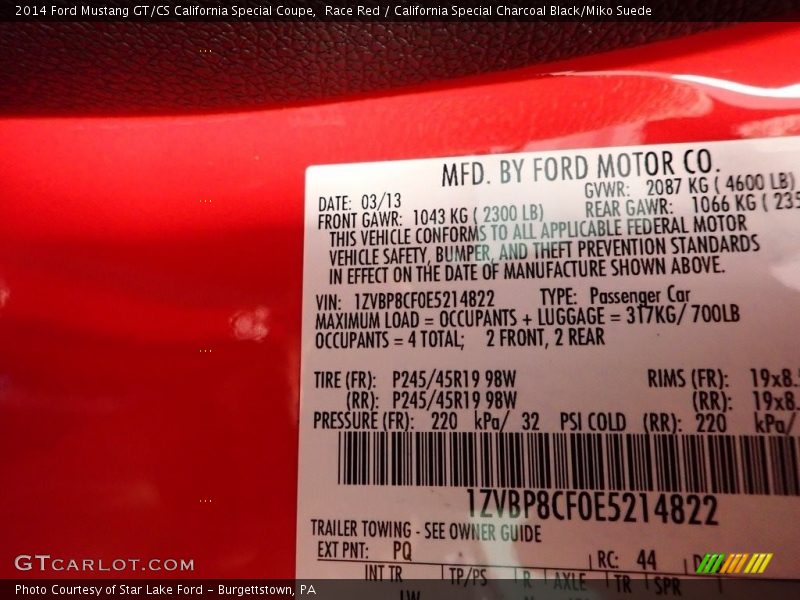 2014 Ford Mustang GT/CS California Special Coupe,  Race Red / California Special Charcoal Black/Miko Suede
MFD. BY FORD MOTOR CO.
DATE: 03/13 GVWR: 2087 KG ( 4600 LB)
FRONT GAWR: 1043 KG ( 2300 LB) REAR GAWR: 1066 KG ( 235
THIS VEHICLE CONFORMS TO ALL APPLICABLE FEDERAL MOTOR
VEHICLE SAFETY, BUMPER, AND THEFT PREVENTION STANDARDS
IN EFFECT ON THE DATE OF MANUFACTURE SHOWN ABOVE.
VIN: 1ZVBP8CF0E5214822 TYPE: Passenger Car
MAXIMUM LOAD = OCCUPANTS + LUGGAGE = 317KG/ 700LB
OCCUPANTS = 4 TOTAL; 2 FRONT, 2 REAR
TIRE (FR): P245/45R19 98W RIMS (FR): 19x8.
(RR): P245/45R19 98W (RR): 19x8.
PRESSURE (FR): 220 kPa/ 32 PSI COLD (RR): 220 kPa/
1ZVBP8CF0E5214822
TRAILER TOWING - SEE OWNER GUIDE
EXT PNT: PQ RC: 44
INT TR TP/PS R AXLE TR SPR
GTCARLOT.COM
Photo Courtesy of Star Lake Ford - Burgettstown, PA